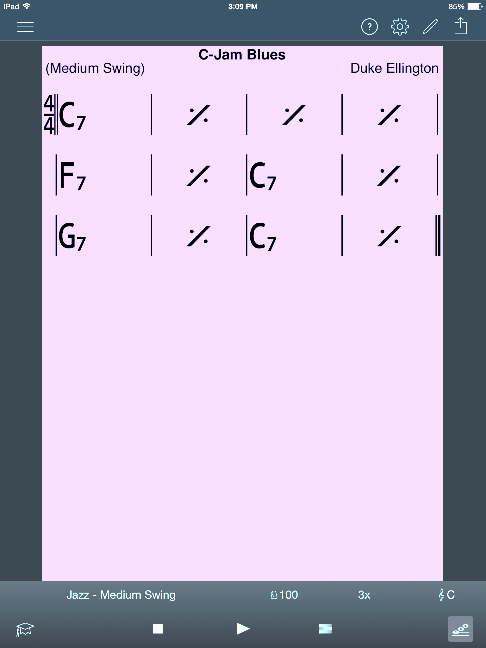 iPad 3:09 PM 85%
?
C-Jam Blues
(Medium Swing) Duke Ellington
4/4 C7 | % | % | %
F7 | % | C7 | %
G7 | % | C7 | %
Jazz - Medium Swing 100 3x C